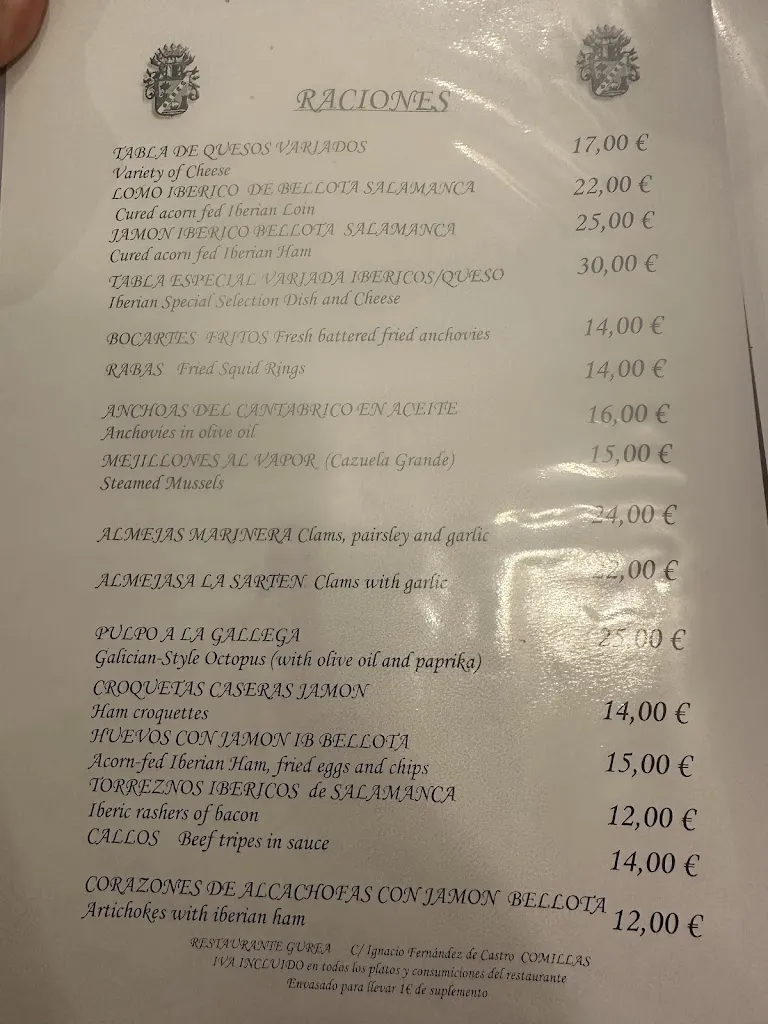 RACIONES
TABLA DE QUESOS VARIADOS 17,00 €
Variety of Cheese
LOMO IBERICO DE BELLOTA SALAMANCA 22,00 €
Cured acorn fed Iberian Loin
JAMON IBERICO BELLOTA SALAMANCA 25,00 €
Cured acorn fed Iberian Ham
TABLA ESPECIAL VARIADA IBERICOS/QUESO 30,00 €
Iberian Special Selection Dish and Cheese
BOCARTES FRITOS Fresh battered fried anchovies 14,00 €
RABAS Fried Squid Rings 14,00 €
ANCHOAS DEL CANTABRICO EN ACEITE 16,00 €
Anchovies in olive oil
MEJILLONES AL VAPOR (Cazuela Grande) 15,00 €
Steamed Mussels
ALMEJAS MARINERA Clams, pairsley and garlic 24,00 €
ALMEJASA LA SARTEN Clams with garlic
PULPO A LA GALLEGA 25,00 €
Galician-Style Octopus (with olive oil and paprika)
CROQUETAS CASERAS JAMON
Ham croquettes 14,00 €
HUEVOS CON JAMON IB BELLOTA
Acorn-fed Iberian Ham, fried eggs and chips 15,00 €
TORREZNOS IBERICOS de SALAMANCA
Iberic rashers of bacon 12,00 €
CALLOS Beef tripes in sauce 14,00 €
CORAZONES DE ALCACHOFAS CON JAMON BELLOTA
Artichokes with iberian ham 12,00 €
RESTAURANTE GUREA C/ Ignacio Fernández de Castro COMILLAS
IVA INCLUIDO en todos los platos y consumiciones del restaurante
Envasado para llevar 1€ de suplemento